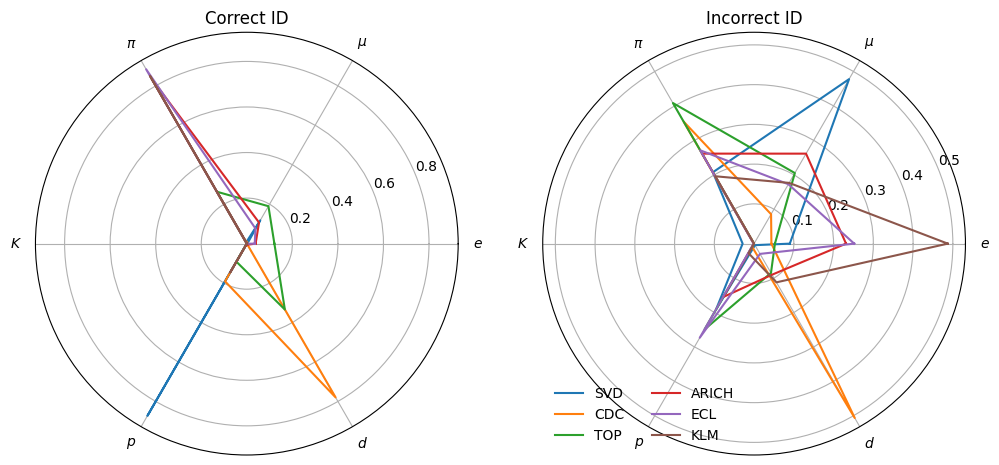 Correct ID
Incorrect ID
π
μ
K
e
p
d
0.2
0.4
0.6
0.8
π
μ
K
e
p
d
0.1
0.2
0.3
0.4
0.5
SVD
CDC
TOP
ARICH
ECL
KLM